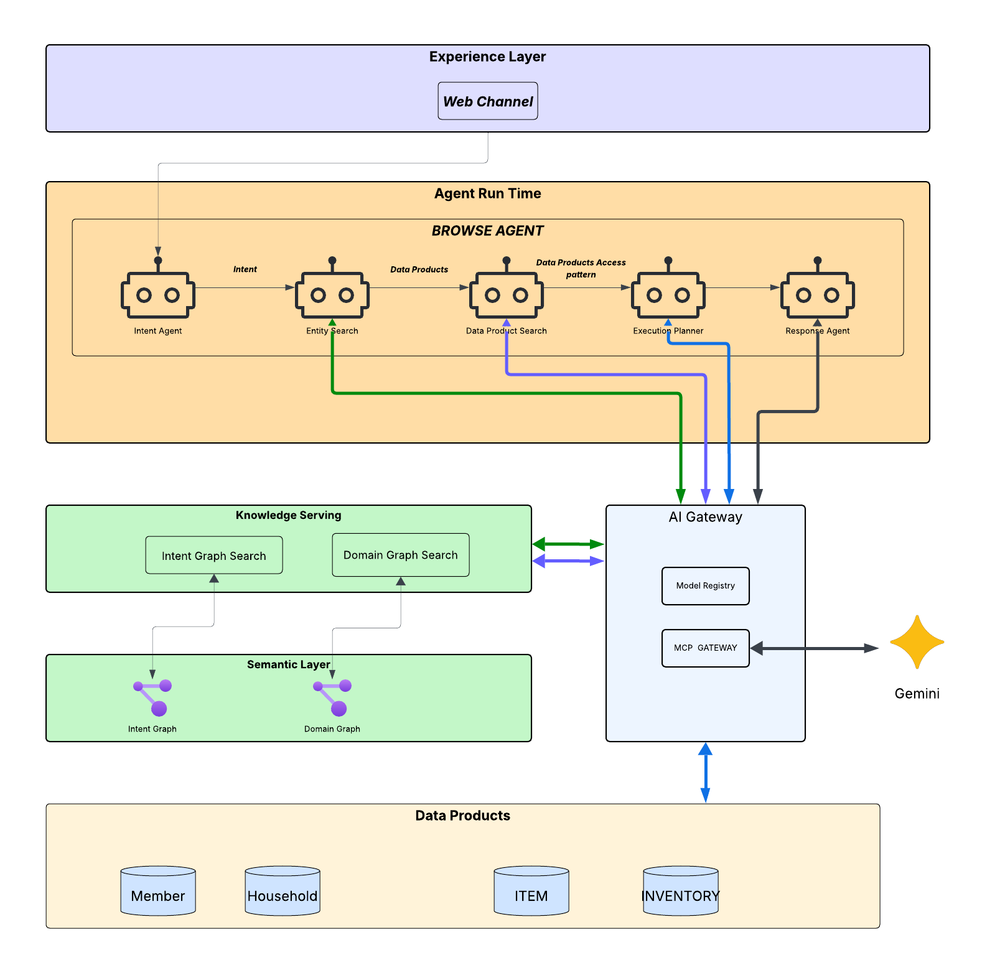 Experience Layer
Web Channel
Agent Run Time
BROWSE AGENT
Intent
Data Products
Data Products Access
pattern
Intent Agent
Entity Search
Data Product Search
Execution Planner
Response Agent
Knowledge Serving
Intent Graph Search
Domain Graph Search
AI Gateway
Model Registry
MCP GATEWAY
Gemini
Semantic Layer
Intent Graph
Domain Graph
Data Products
Member
Household
ITEM
INVENTORY